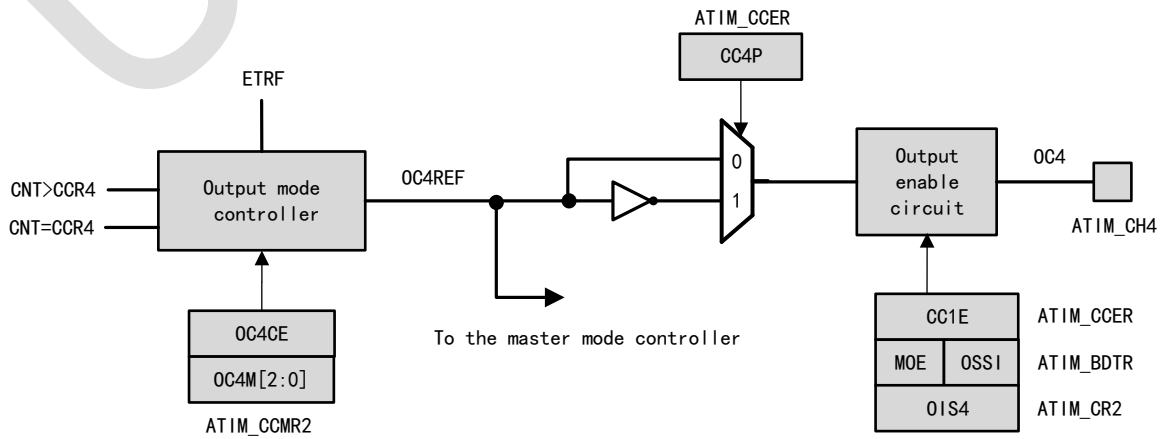 ATIM_CCER
CC4P
ETRF
CNT>CCR4
CNT=CCR4
Output mode
controller
OC4REF
0
1
Output
enable
circuit
OC4
ATIM_CH4
To the master mode controller
OC4CE
OC4M[2:0]
ATIM_CCMR2
CC1E
ATIM_CCER
MOE
OSSI
ATIM_BDTR
OIS4
ATIM_CR2